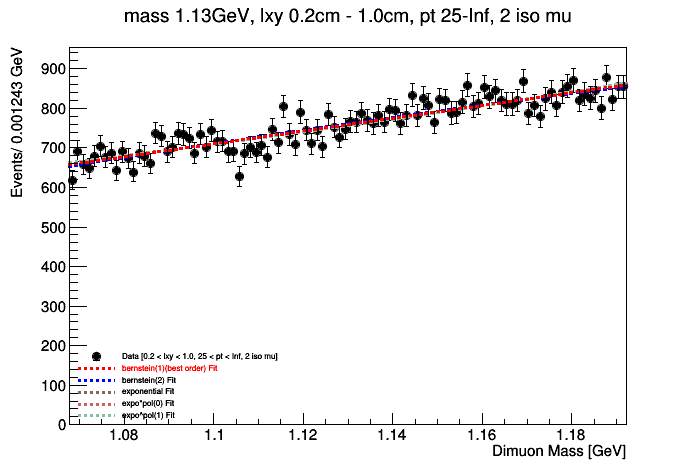 mass 1.13GeV, lxy 0.2cm - 1.0cm, pt 25-Inf, 2 iso mu
Events/ 0.001243 GeV
900
800
700
600
500
400
300
200
100
0
Data [0.2 < lxy < 1.0, 25 < pt < Inf, 2 iso mu]
bernstein(1)(best order) Fit
bernstein(2) Fit
exponential Fit
expo*pol(0) Fit
expo*pol(1) Fit
1.08 1.1 1.12 1.14 1.16 1.18
Dimuon Mass [GeV]